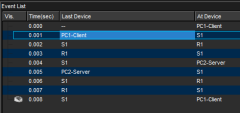 Event List
Vis. Time(sec) Last Device At Device
0.000 -- PC1-Client
0.001 PC1-Client S1
0.002 S1 R1
0.003 R1 S1
0.004 S1 PC2-Server
0.005 PC2-Server S1
0.006 S1 R1
0.007 R1 S1
0.008 S1 PC1-Client